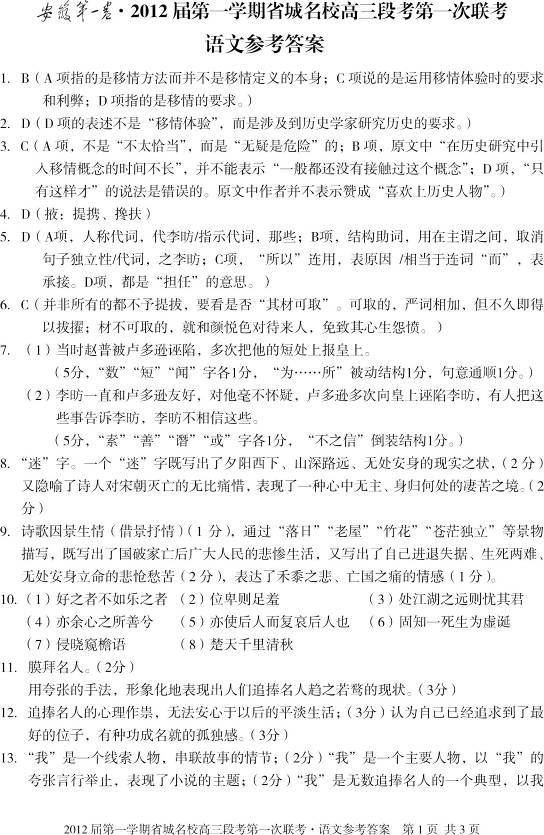 安徽第一卷·2012届第一学期省城名校高三段考第一次联考
语文参考答案
1. B(A项指的是移情方法而并不是移情定义的本身;C项说的是运用移情体验时的要求
和利弊;D项指的是移情的要求。)
2. D(D项的表述不是“移情体验”,而是涉及到历史学家研究历史的要求。)
3. C(A项,不是“不太恰当”,而是“无疑是危险”的;B项,原文中“在历史研究中引
入移情概念的时间不长”,并不能表示“一般都还没有接触过这个概念”;D项,“只
有这样才”的说法是错误的。原文中作者并不表示赞成“喜欢上历史人物”。)
4. D(掖:提携、搀扶)
5. D(A项,人称代词,代李昉/指示代词,那些;B项,结构助词,用在主谓之间,取消
句子独立性/代词,之李昉;C项,“所以”连用,表原因 /相当于连词“而”,表
承接。D项,都是“担任”的意思。)
6. C(并非所有的都不予提拔,要看是否“其材可取”。可取的,严词相加,但不久即得
以拔擢;材不可取的,就和颜悦色对待来人,免致其心生怨愤。)
7. (1)当时赵普被卢多逊诬陷,多次把他的短处上报皇上。
(5分,“数”“短”“闻”字各1分,“为……所”被动结构1分,句意通顺1分。)
(2)李昉一直和卢多逊友好,对他毫不怀疑,卢多逊多次向皇上诬陷李昉,有人把这
些事告诉李昉,李昉不相信这些。
(5分,“素”“善”“谮”“或”字各1分,“不之信”倒装结构1分。)
8. “迷”字。一个“迷”字既写出了夕阳西下、山深路远、无处安身的现实之状,(2分)
又隐喻了诗人对宋朝灭亡的无比痛惜,表现了一种心中无主、身归何处的凄苦之境。(2
分)
9. 诗歌因景生情(借景抒情)(1分),通过“落日”“老屋”“竹花”“苍茫独立”等景物
描写,既写出了国破家亡后广大人民的悲惨生活,又写出了自己进退失据、生死两难、
无处安身立命的悲怆愁苦(2分),表达了禾黍之悲、亡国之痛的情感(1分)。
10. (1)好之者不如乐之者 (2)位卑则足羞 (3)处江湖之远则忧其君
(4)亦余心之所善兮 (5)亦使后人而复哀后人也 (6)固知一死生为虚诞
(7)侵晓窥檐语 (8)楚天千里清秋
11. 膜拜名人。(2分)
用夸张的手法,形象化地表现出人们追捧名人趋之若鹜的现状。(3分)
12. 追捧名人的心理作祟,无法安心于以后的平淡生活;(3分)认为自己已经追求到了最
好的位子,有种功成名就的孤独感。(3分)
13. “我”是一个线索人物,串联故事的情节;(2分)“我”是一个主要人物,以“我”的
夸张言行举止,表现了小说的主题;(2分)“我”是无数追捧名人的一个典型,以我
2012届第一学期省城名校高三段考第一次联考·语文参考答案 第1页 共3页